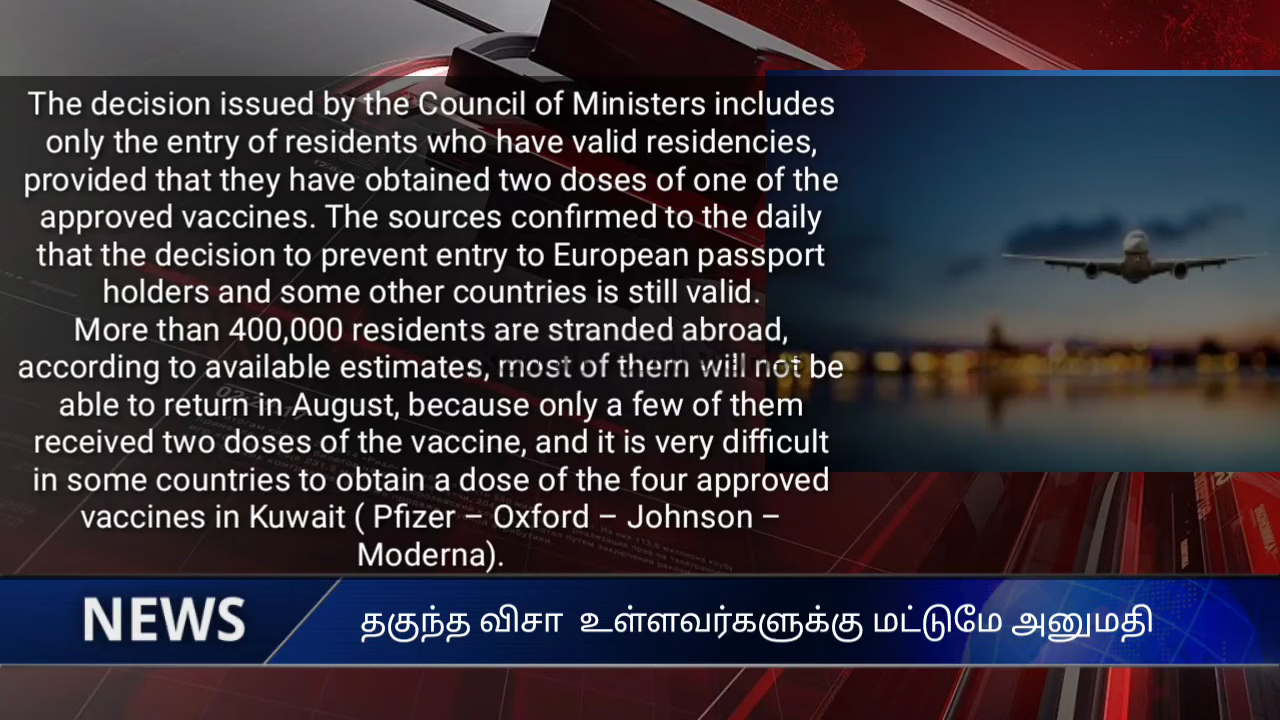 The decision issued by the Council of Ministers includes
only the entry of residents who have valid residencies,
provided that they have obtained two doses of one of the
approved vaccines. The sources confirmed to the daily
that the decision to prevent entry to European passport
holders and some other countries is still valid.
More than 400,000 residents are stranded abroad,
according to available estimates, most of them will not be
able to return in August, because only a few of them
received two doses of the vaccine, and it is very difficult
in some countries to obtain a dose of the four approved
vaccines in Kuwait ( Pfizer – Oxford – Johnson –
Moderna).
NEWS
தகுந்த விசா  உள்ளவர்களுக்கு மட்டுமே அனுமதி